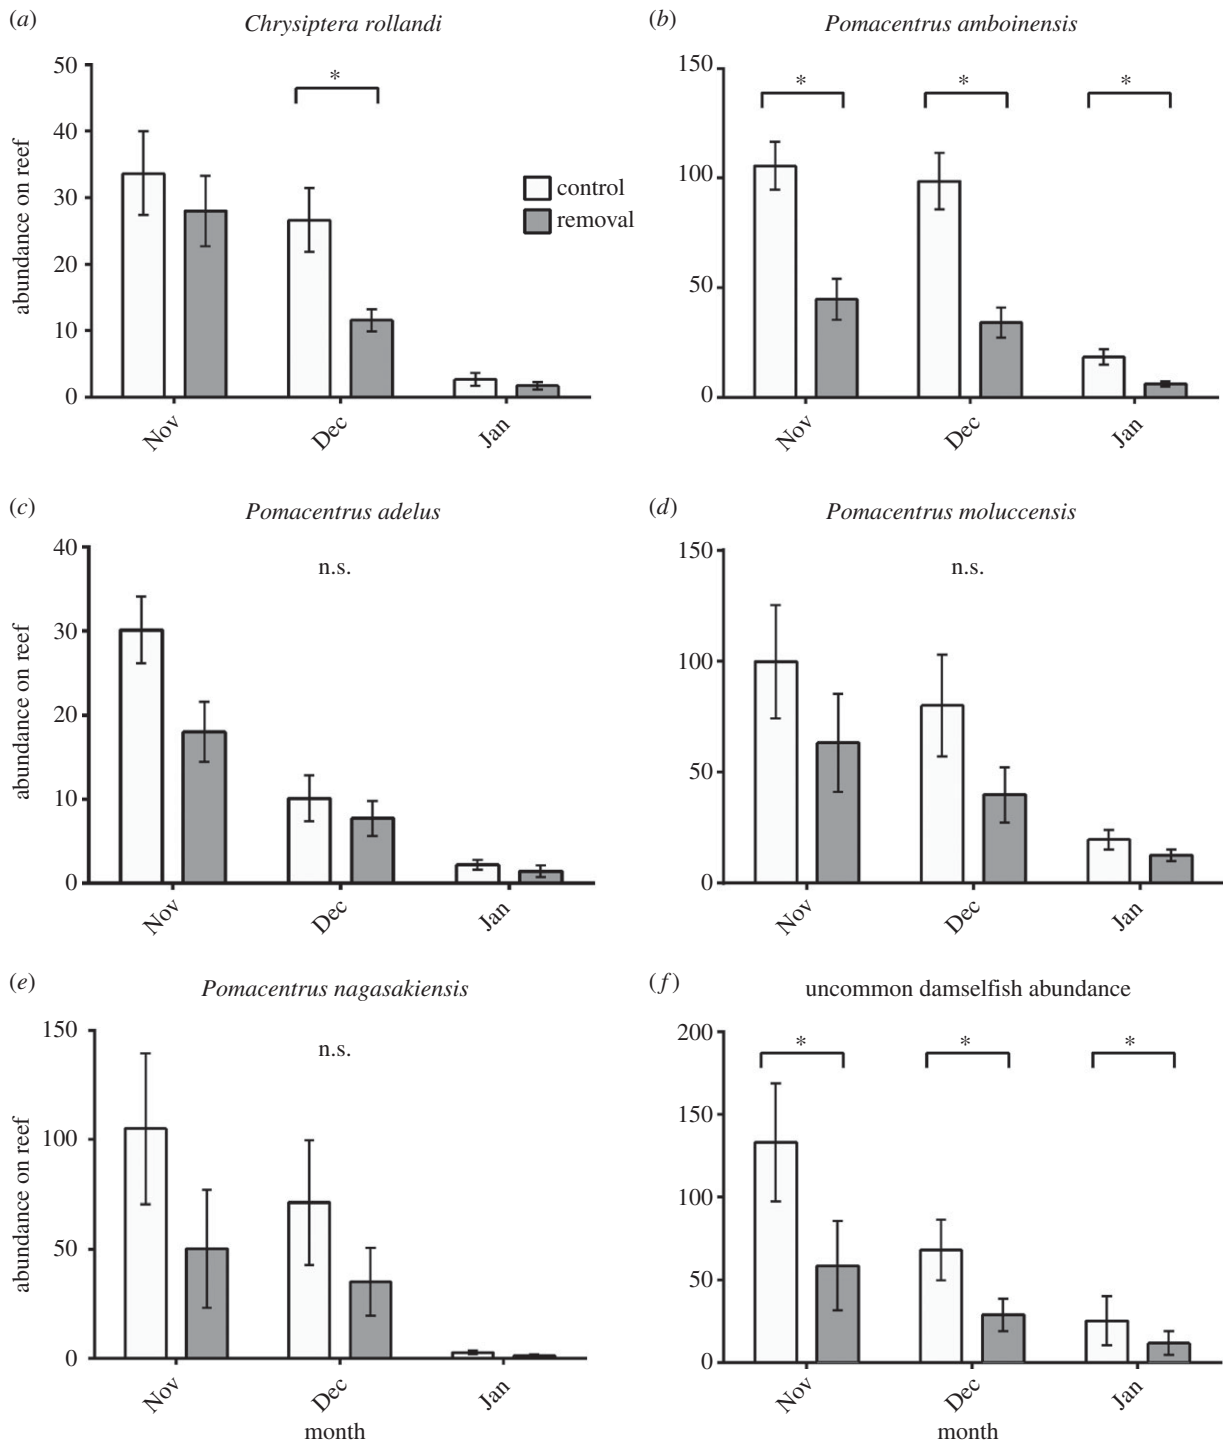 (a) Chrysiptera rollandi
50
40
30
20
10
0
abundance on reef
*
control
removal
Nov Dec Jan
(b) Pomacentrus amboinensis
150
100
50
0
* * *
Nov Dec Jan
(c) Pomacentrus adelus
n.s.
40
30
20
10
0
abundance on reef
Nov Dec Jan
(d) Pomacentrus moluccensis
n.s.
150
100
50
0
Nov Dec Jan
(e) Pomacentrus nagasakiensis
n.s.
150
100
50
0
abundance on reef
Nov Dec Jan
month
(f) uncommon damselfish abundance
200
150
100
50
0
* * *
Nov Dec Jan
month